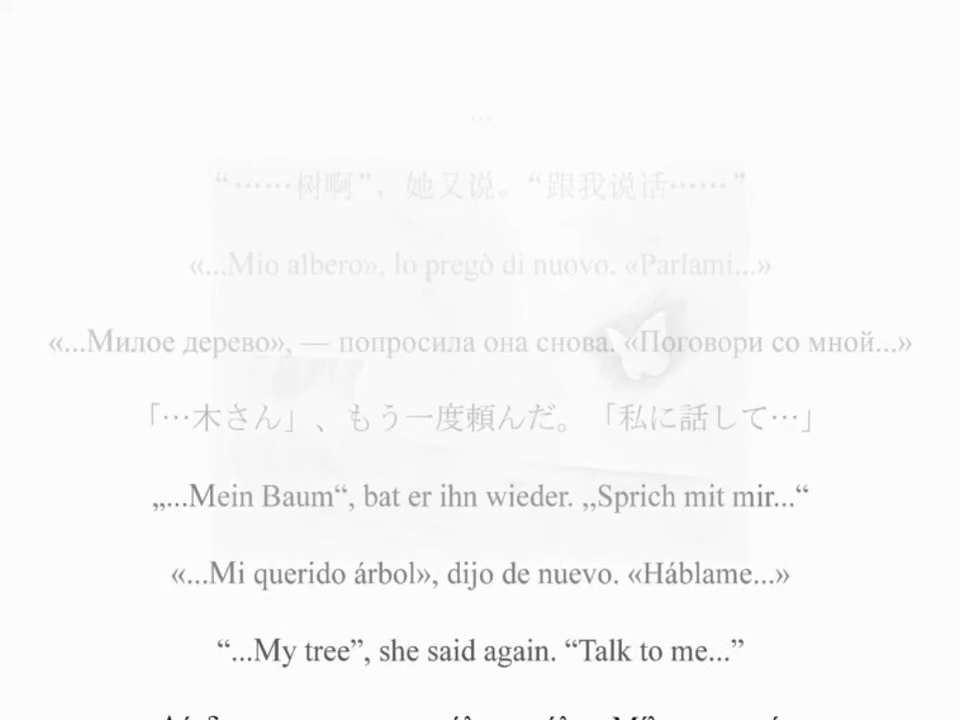 ...
“……树啊”，她又说。“跟我说话……”
«...Mio albero», lo pregò di nuovo. «Parlami...»
«...Милое дерево», — попросила она снова. «Поговори со мной...»
「…木さん」、もう一度頼んだ。「私に話して…」
„...Mein Baum“, bat er ihn wieder. „Sprich mit mir...“
«...Mi querido árbol», dijo de nuevo. «Háblame...»
“...My tree”, she said again. “Talk to me...”